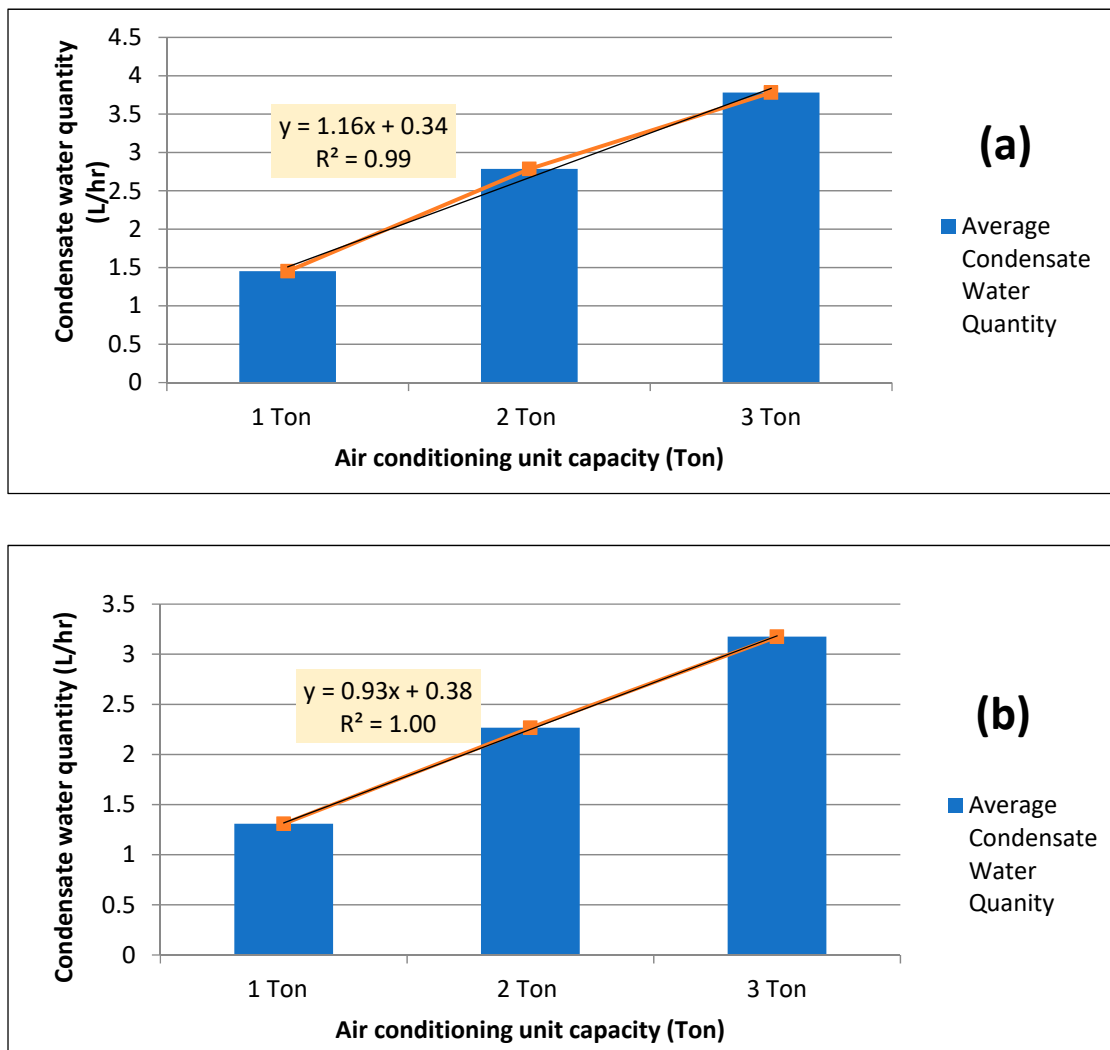 Condensate water quantity
(L/hr)
4.5
4
3.5
3
2.5
2
1.5
1
0.5
0
y = 1.16x + 0.34
R² = 0.99
1 Ton
2 Ton
3 Ton
Air conditioning unit capacity (Ton)
(a)
Average
Condensate
Water
Quantity
Condensate water quantity (L/hr)
3.5
3
2.5
2
1.5
1
0.5
0
y = 0.93x + 0.38
R² = 1.00
1 Ton
2 Ton
3 Ton
Air conditioning unit capacity (Ton)
(b)
Average
Condensate
Water
Quanity